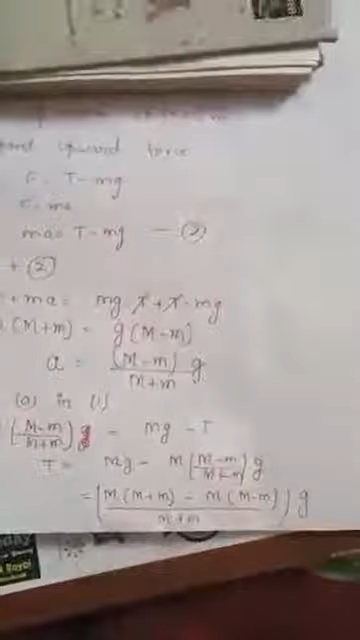 upward force
F = T - mg
F = ma
ma = T - mg — ②
+ ②
+ ma = mg - T + T - mg
(M+m) = g(M-m)
a = (M-m)/(M+m) g
(a) in (1)
(M-m)/(M+m) g = mg - T
T = mg - M(M-m)/(M+m) g
= (M(M+m) - M(M-m))/(M+m) g